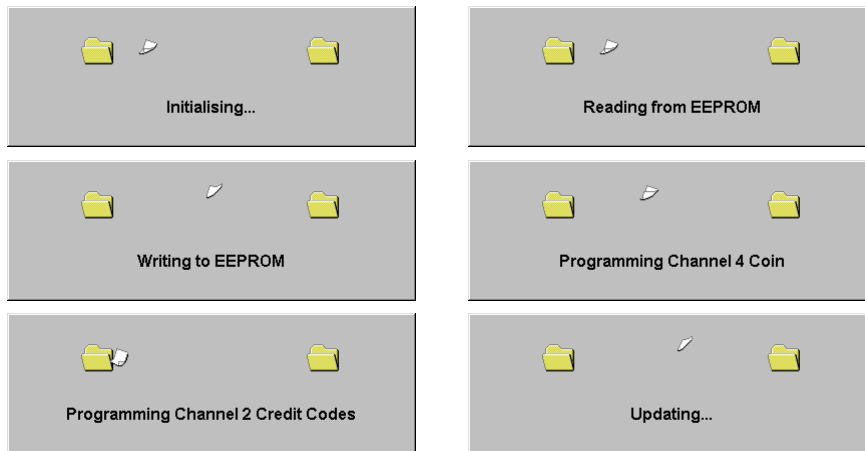 Initialising...
Reading from EEPROM
Writing to EEPROM
Programming Channel 4 Coin
Programming Channel 2 Credit Codes
Updating...